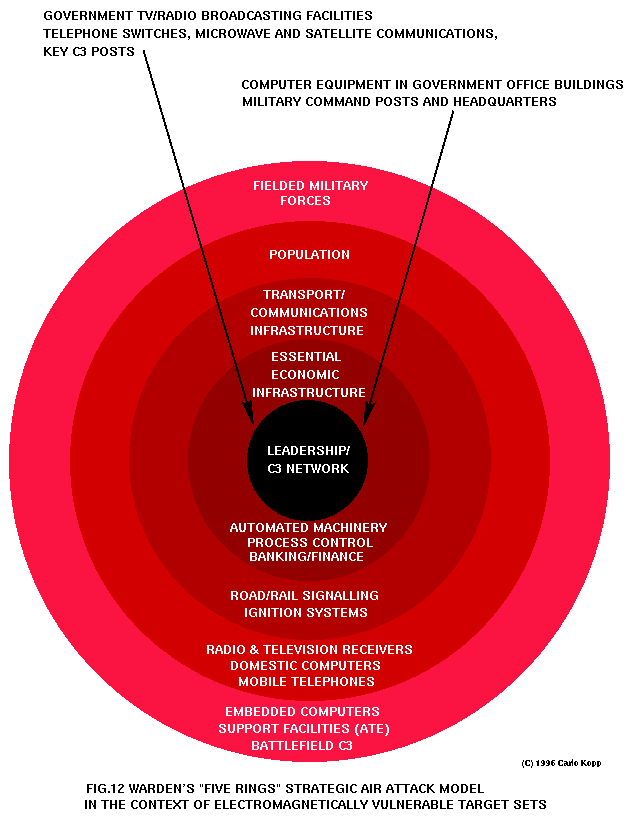 GOVERNMENT TV/RADIO BROADCASTING FACILITIES
TELEPHONE SWITCHES, MICROWAVE AND SATELLITE COMMUNICATIONS,
KEY C3 POSTS
COMPUTER EQUIPMENT IN GOVERNMENT OFFICE BUILDINGS
MILITARY COMMAND POSTS AND HEADQUARTERS
FIELDED MILITARY
FORCES
POPULATION
TRANSPORT/
COMMUNICATIONS
INFRASTRUCTURE
ESSENTIAL
ECONOMIC
INFRASTRUCTURE
LEADERSHIP/
C3 NETWORK
AUTOMATED MACHINERY
PROCESS CONTROL
BANKING/FINANCE
ROAD/RAIL SIGNALLING
IGNITION SYSTEMS
RADIO & TELEVISION RECEIVERS
DOMESTIC COMPUTERS
MOBILE TELEPHONES
EMBEDDED COMPUTERS
SUPPORT FACILITIES (ATE)
BATTLEFIELD C3
(C) 1996 Carlo Kopp
FIG.12 WARDEN'S "FIVE RINGS" STRATEGIC AIR ATTACK MODEL
IN THE CONTEXT OF ELECTROMAGNETICALLY VULNERABLE TARGET SETS